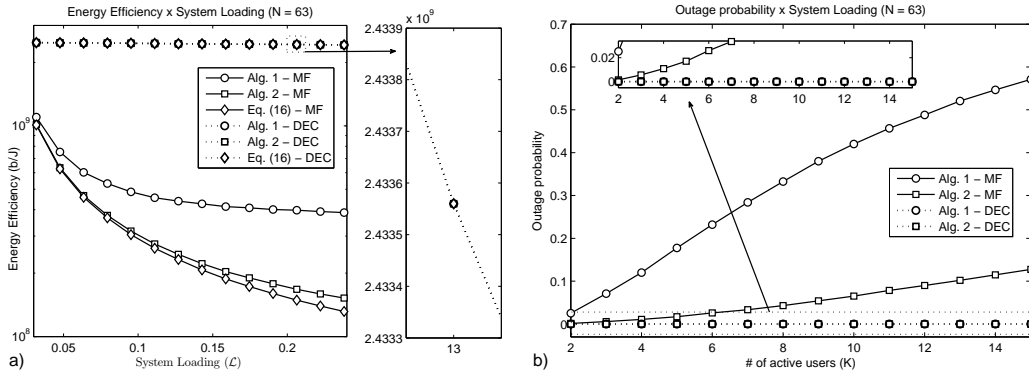 Energy Efficiency x System Loading (N = 63)
Energy Efficiency (b/J)
10^9
10^8
Alg. 1 – MF
Alg. 2 – MF
Eq. (16) – MF
Alg. 1 – DEC
Alg. 2 – DEC
Eq. (16) – DEC
0.05
0.1
0.15
0.2
System Loading (ℒ)
a)
x 10^9
2.4339
2.4338
2.4337
2.4336
2.4335
2.4334
2.4333
13
Outage probability x System Loading (N = 63)
Outage probability
0.7
0.6
0.5
0.4
0.3
0.2
0.1
0
0.02
0
2 4 6 8 10 12 14
Alg. 1 – MF
Alg. 2 – MF
Alg. 1 – DEC
Alg. 2 – DEC
2 4 6 8 10 12 14
# of active users (K)
b)